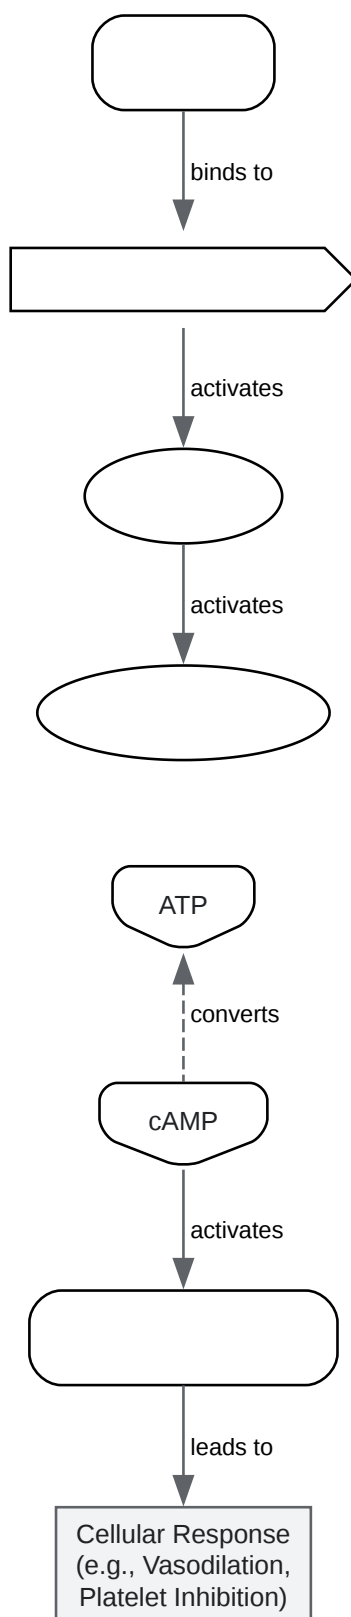 binds to
activates
activates
ATP
converts
cAMP
activates
leads to
Cellular Response
(e.g., Vasodilation,
Platelet Inhibition)